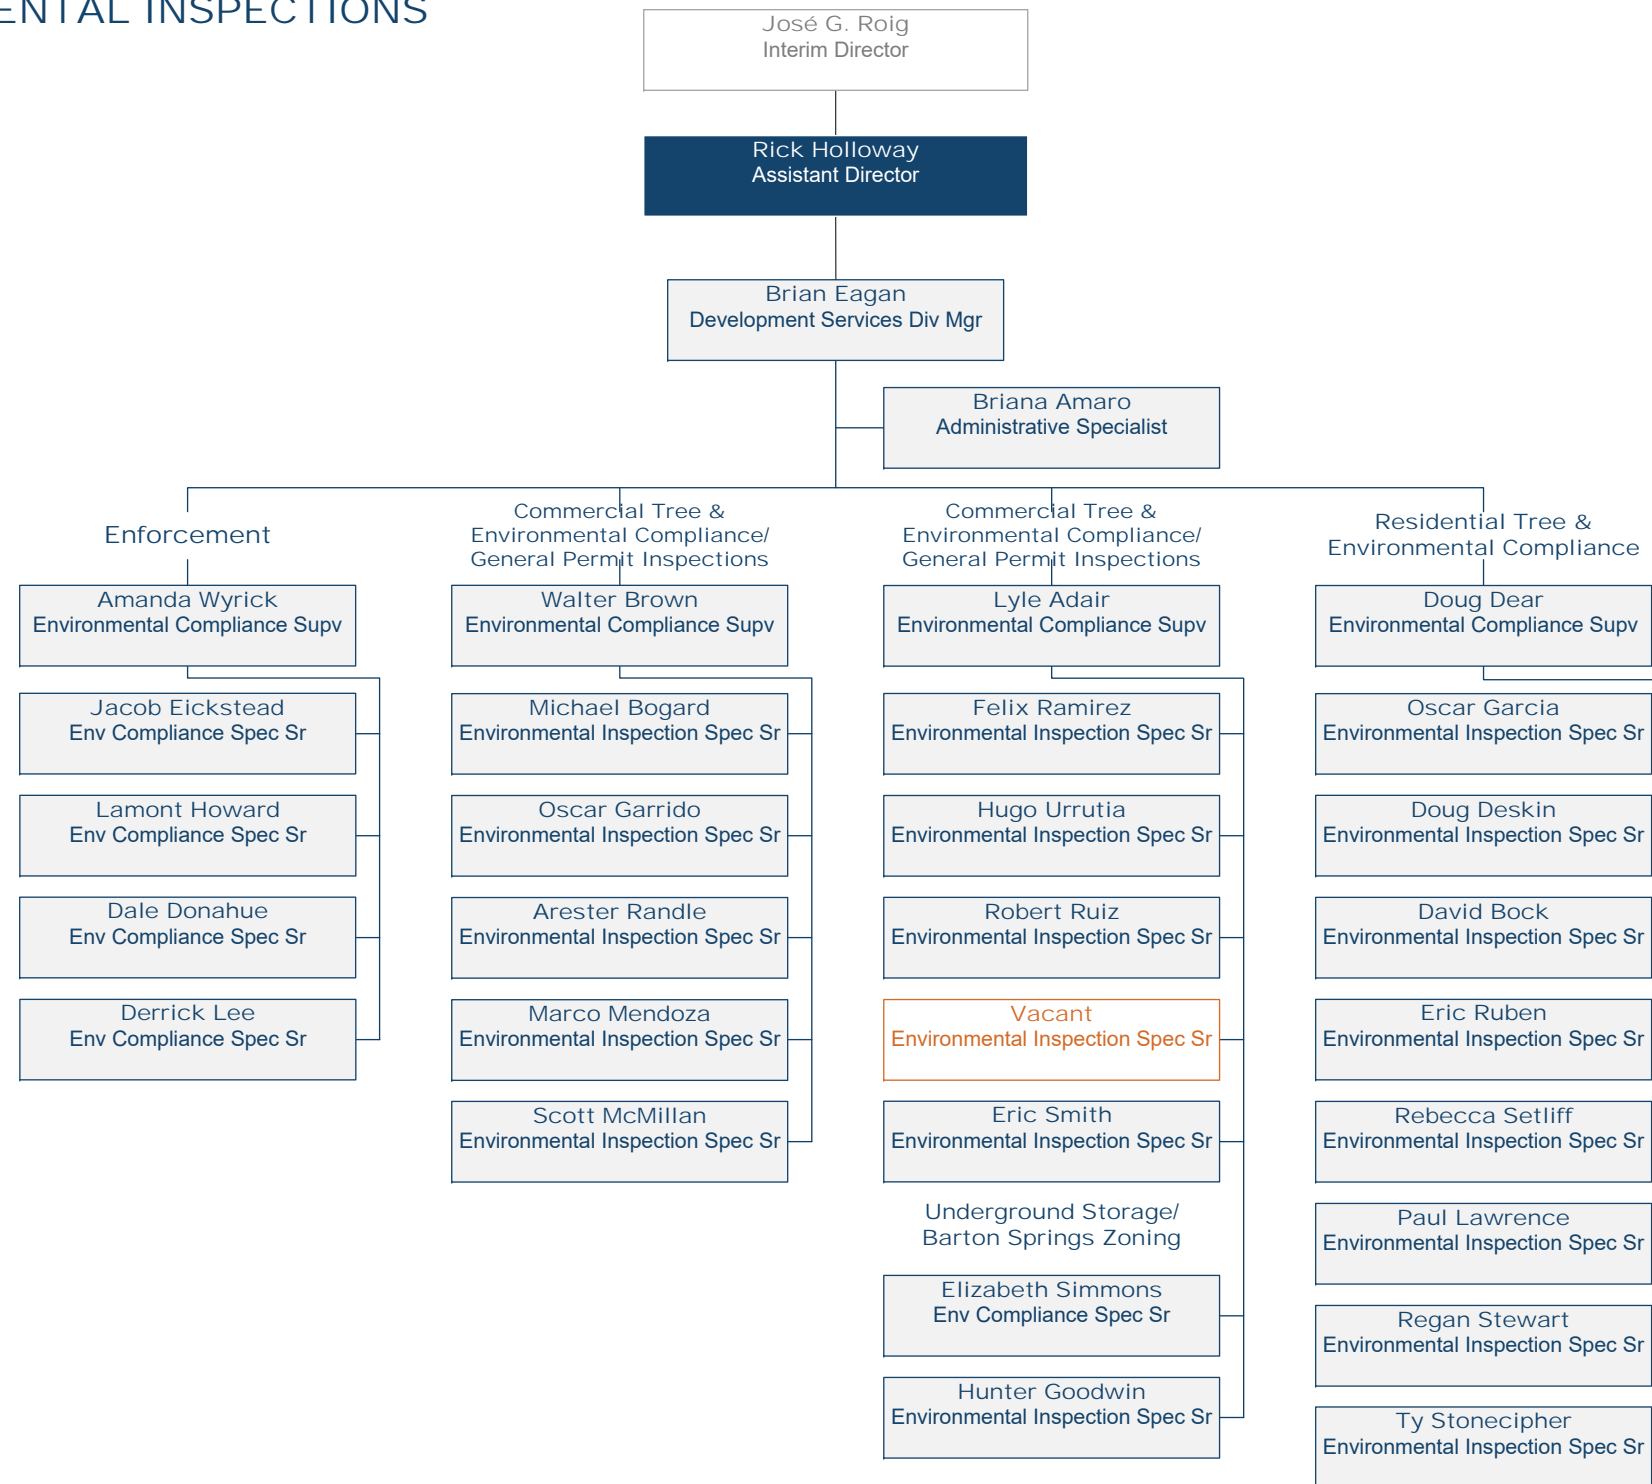 ENTAL INSPECTIONS
José G. Roig
Interim Director
Rick Holloway
Assistant Director
Brian Eagan
Development Services Div Mgr
Briana Amaro
Administrative Specialist
Enforcement
Amanda Wyrick
Environmental Compliance Supv
Jacob Eickstead
Env Compliance Spec Sr
Lamont Howard
Env Compliance Spec Sr
Dale Donahue
Env Compliance Spec Sr
Derrick Lee
Env Compliance Spec Sr
Commercial Tree &
Environmental Compliance/
General Permit Inspections
Walter Brown
Environmental Compliance Supv
Michael Bogard
Environmental Inspection Spec Sr
Oscar Garrido
Environmental Inspection Spec Sr
Arester Randle
Environmental Inspection Spec Sr
Marco Mendoza
Environmental Inspection Spec Sr
Scott McMillan
Environmental Inspection Spec Sr
Commercial Tree &
Environmental Compliance/
General Permit Inspections
Lyle Adair
Environmental Compliance Supv
Felix Ramirez
Environmental Inspection Spec Sr
Hugo Urrutia
Environmental Inspection Spec Sr
Robert Ruiz
Environmental Inspection Spec Sr
Vacant
Environmental Inspection Spec Sr
Eric Smith
Environmental Inspection Spec Sr
Underground Storage/
Barton Springs Zoning
Elizabeth Simmons
Env Compliance Spec Sr
Hunter Goodwin
Environmental Inspection Spec Sr
Residential Tree &
Environmental Compliance
Doug Dear
Environmental Compliance Supv
Oscar Garcia
Environmental Inspection Spec Sr
Doug Deskin
Environmental Inspection Spec Sr
David Bock
Environmental Inspection Spec Sr
Eric Ruben
Environmental Inspection Spec Sr
Rebecca Setliff
Environmental Inspection Spec Sr
Paul Lawrence
Environmental Inspection Spec Sr
Regan Stewart
Environmental Inspection Spec Sr
Ty Stonecipher
Environmental Inspection Spec Sr